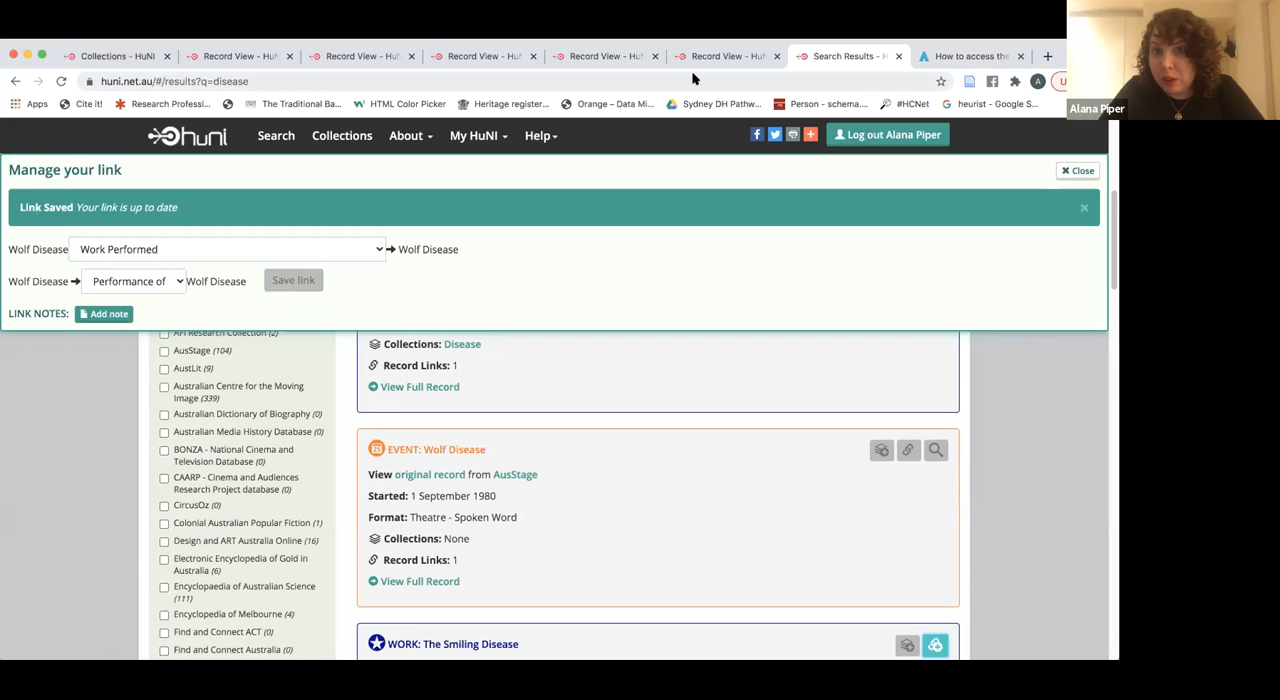 Collections - HuNI
Record View - HuN
Record View - HuN
Record View - HuN
Record View - HuN
Record View - HuN
Search Results - H
How to access the
huni.net.au/#/results?q=disease
A
U
Apps
Cite it!
Research Professi...
The Traditional Ba...
HTML Color Picker
Heritage register...
Orange – Data Mi...
Sydney DH Pathw...
Person - schema....
#HCNet
heurist - Google S...
Alana Piper
huni
Search
Collections
About
My HuNI
Help
Log out Alana Piper
Manage your link
Close
Link Saved Your link is up to date
Wolf Disease Work Performed Wolf Disease
Wolf Disease Performance of Wolf Disease Save link
LINK NOTES: Add note
AFI Research Collection (2)
AusStage (104)
AustLit (9)
Australian Centre for the Moving
Image (339)
Australian Dictionary of Biography (0)
Australian Media History Database (0)
BONZA - National Cinema and
Television Database (0)
CAARP - Cinema and Audiences
Research Project database (0)
CircusOz (0)
Colonial Australian Popular Fiction (1)
Design and ART Australia Online (16)
Electronic Encyclopedia of Gold in
Australia (6)
Encyclopaedia of Australian Science
(111)
Encyclopedia of Melbourne (4)
Find and Connect ACT (0)
Find and Connect Australia (0)
Collections: Disease
Record Links: 1
View Full Record
EVENT: Wolf Disease
View original record from AusStage
Started: 1 September 1980
Format: Theatre - Spoken Word
Collections: None
Record Links: 1
View Full Record
WORK: The Smiling Disease